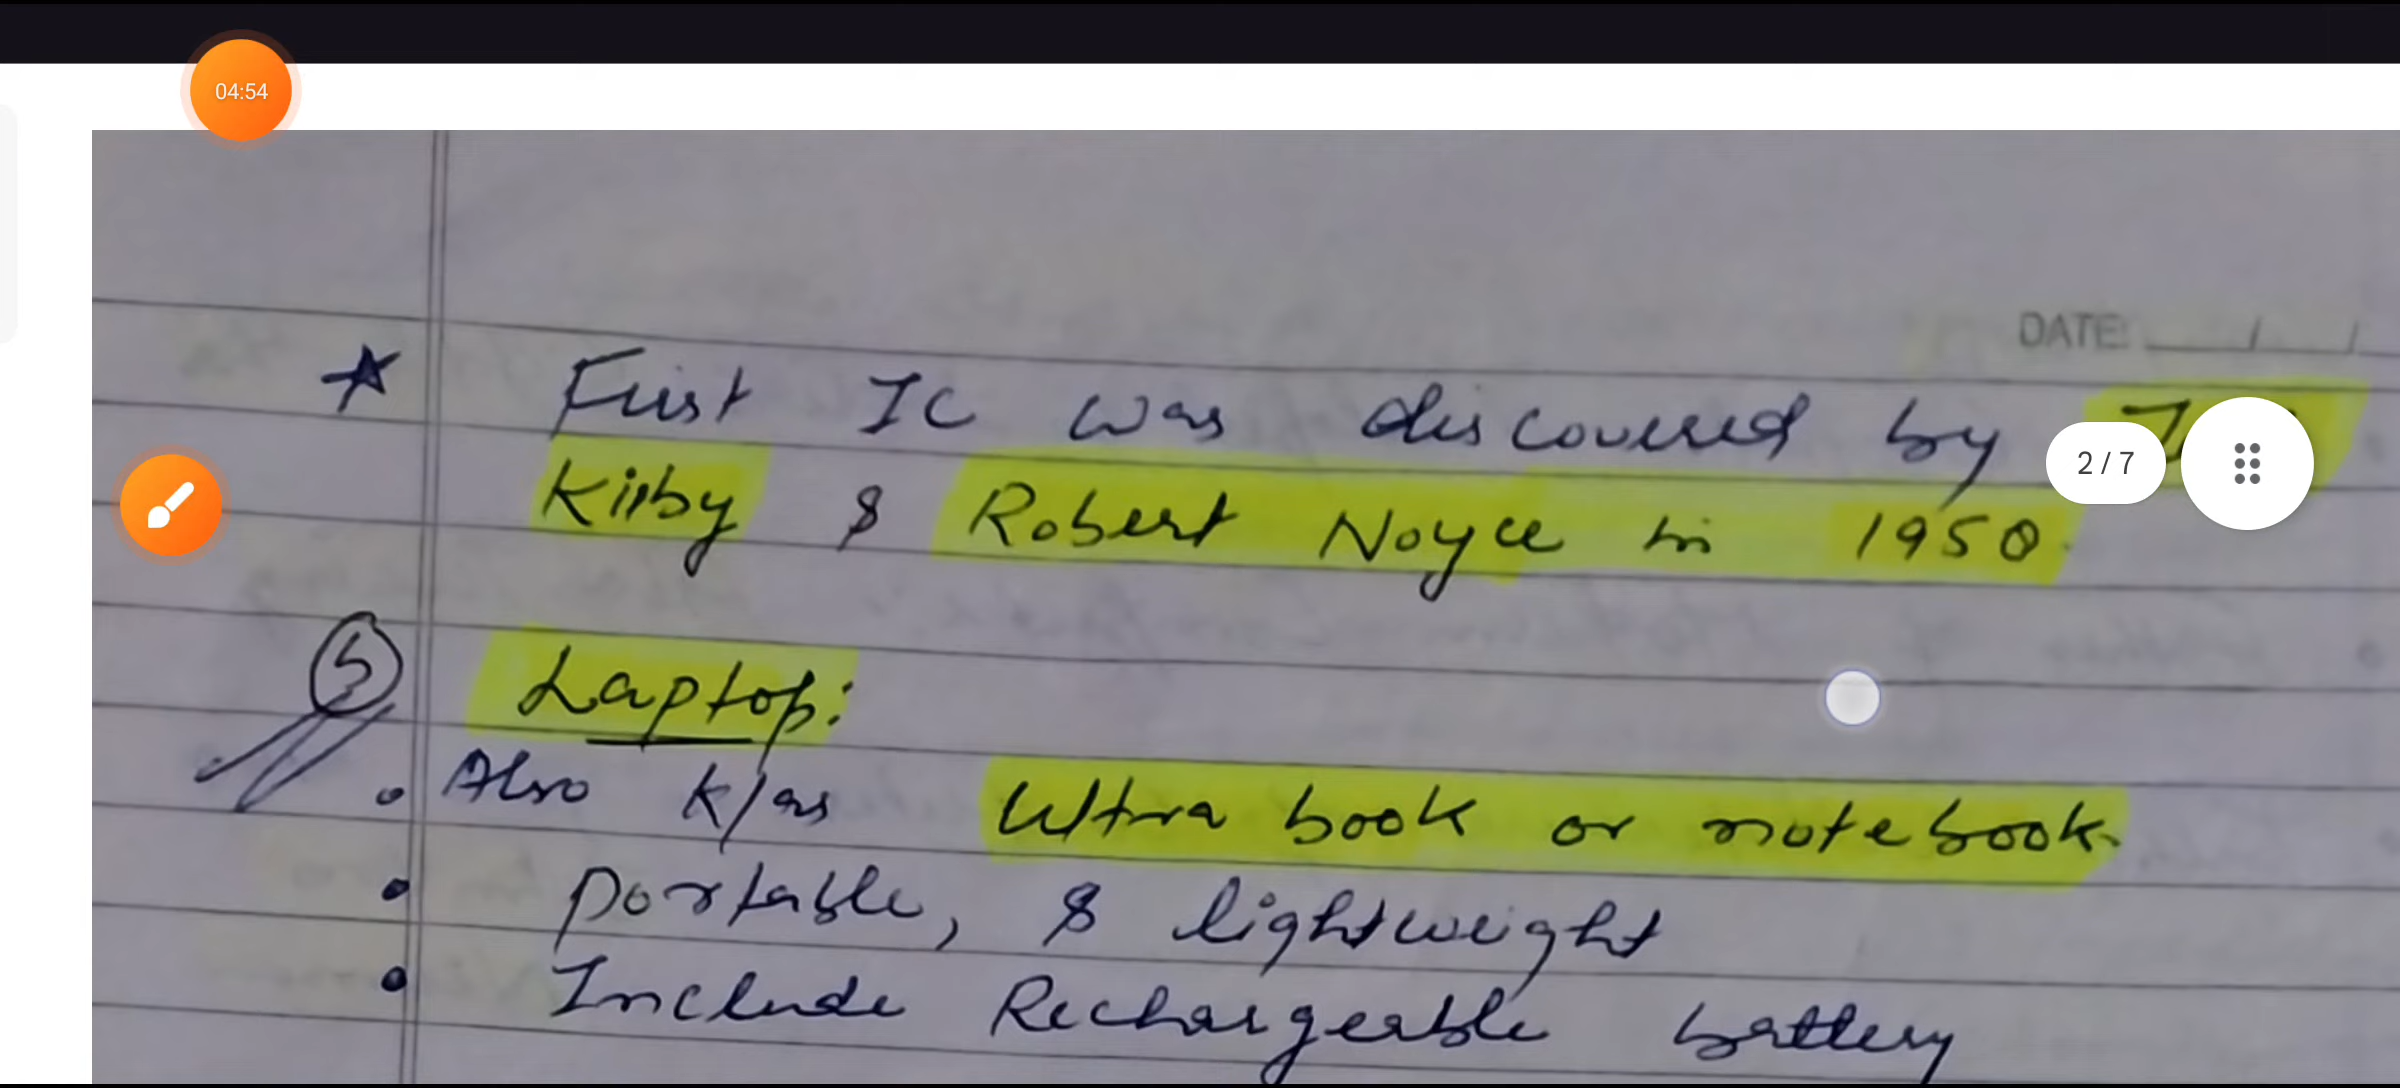 04:54
DATE: / /
First IC was discovered by
2/7
Kilby & Robert Noyce in 1950.
5
Laptop:
Also k/as Ultra book or notebook.
portable, & lightweight
Include Rechargeable battery